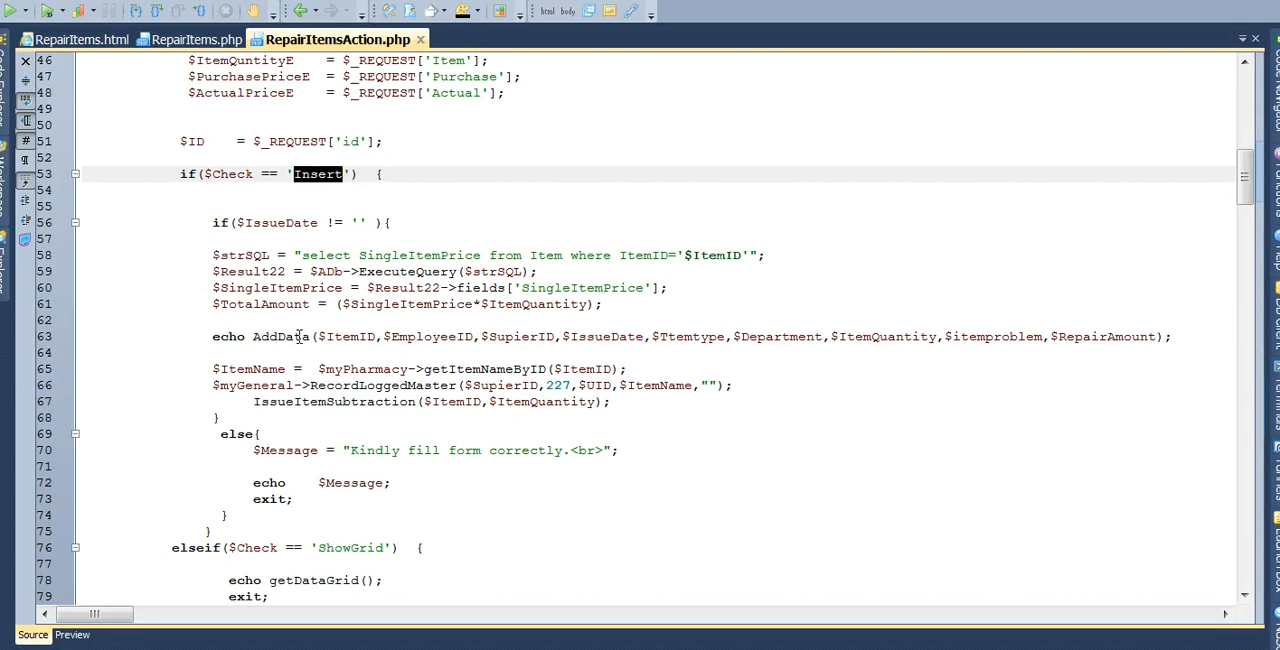 html body
RepairItems.html RepairItems.php RepairItemsAction.php
46 $ItemQuntityE = $_REQUEST['Item'];
47 $PurchasePriceE = $_REQUEST['Purchase'];
48 $ActualPriceE = $_REQUEST['Actual'];
49
50
51 $ID = $_REQUEST['id'];
52
53 if($Check == 'Insert') {
54
55
56 if($IssueDate != '' ){
57
58 $strSQL = "select SingleItemPrice from Item where ItemID='$ItemID'";
59 $Result22 = $ADb->ExecuteQuery($strSQL);
60 $SingleItemPrice = $Result22->fields['SingleItemPrice'];
61 $TotalAmount = ($SingleItemPrice*$ItemQuantity);
62
63 echo AddData($ItemID,$EmployeeID,$SupierID,$IssueDate,$Ttemtype,$Department,$ItemQuantity,$itemproblem,$RepairAmount);
64
65 $ItemName = $myPharmacy->getItemNameByID($ItemID);
66 $myGeneral->RecordLoggedMaster($SupierID,227,$UID,$ItemName,"");
67 IssueItemSubtraction($ItemID,$ItemQuantity);
68 }
69 else{
70 $Message = "Kindly fill form correctly.<br>";
71
72 echo $Message;
73 exit;
74 }
75 }
76 elseif($Check == 'ShowGrid') {
77
78 echo getDataGrid();
79 exit;
Source Preview
Code Explorer